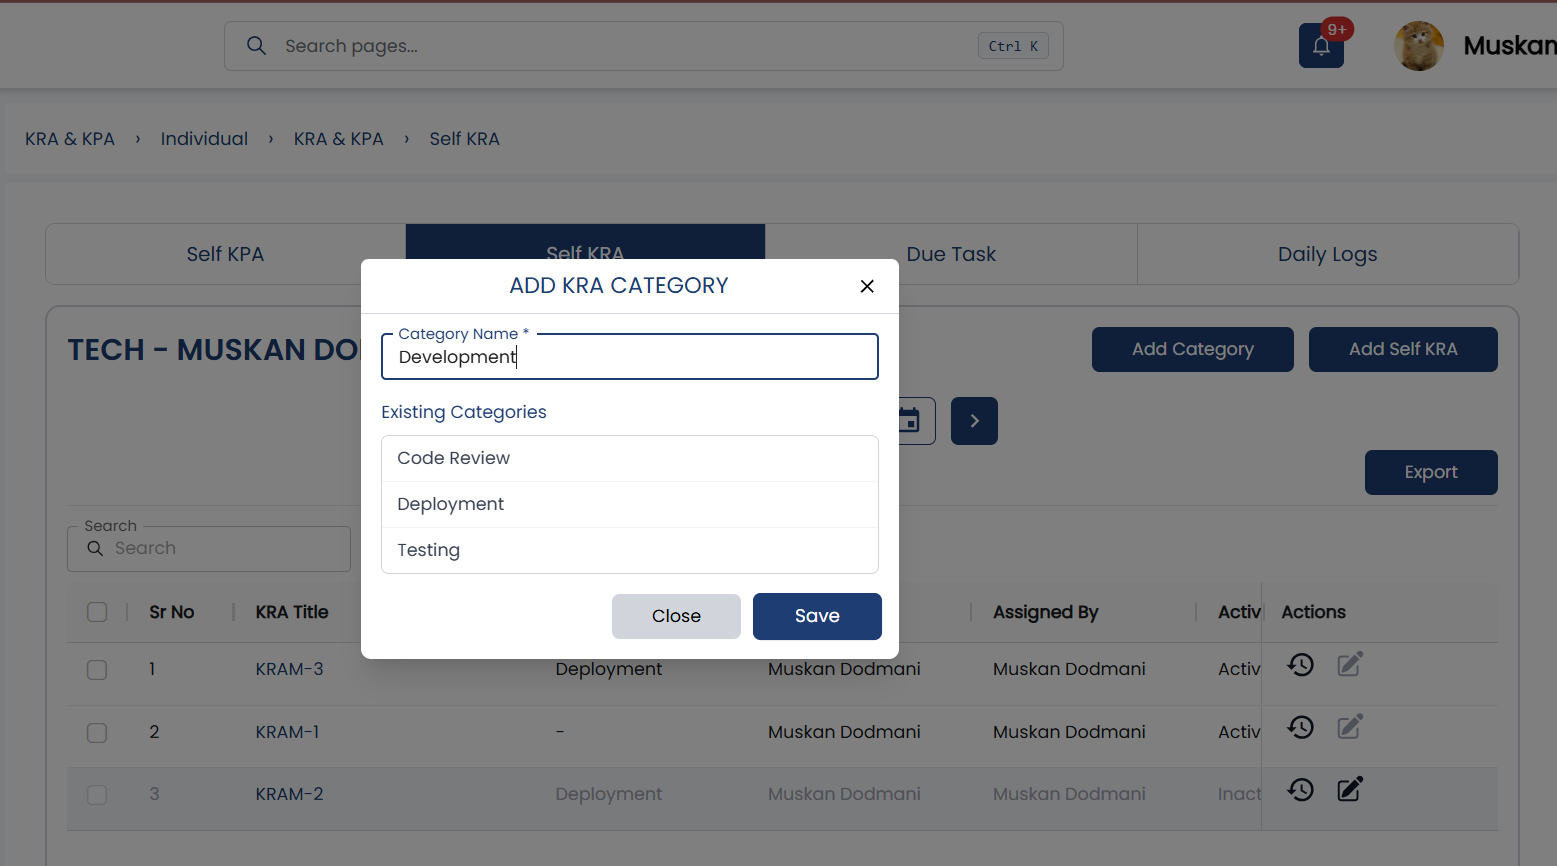 Search pages...
Ctrl K
9+
Muskan
KRA & KPA › Individual › KRA & KPA › Self KRA
Self KPA
Self KRA
Due Task
Daily Logs
ADD KRA CATEGORY
Category Name *
Development
Existing Categories
Code Review
Deployment
Testing
Close
Save
TECH - MUSKAN DO
Add Category
Add Self KRA
Export
Search
Search
Sr No KRA Title Assigned By Activ Actions
1 KRAM-3 Deployment Muskan Dodmani Muskan Dodmani Activ
2 KRAM-1 - Muskan Dodmani Muskan Dodmani Activ
3 KRAM-2 Deployment Muskan Dodmani Muskan Dodmani Inact